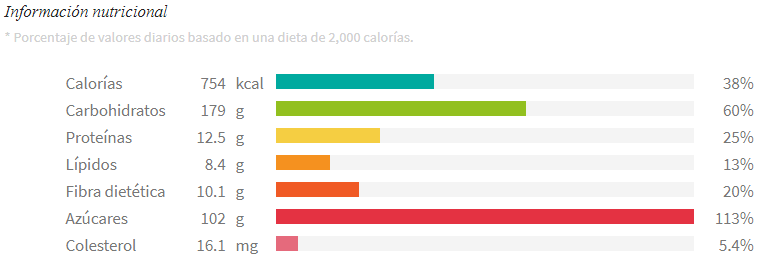 Información nutricional
* Porcentaje de valores diarios basado en una dieta de 2,000 calorías.
Calorías 754 kcal 38%
Carbohidratos 179 g 60%
Proteínas 12.5 g 25%
Lípidos 8.4 g 13%
Fibra dietética 10.1 g 20%
Azúcares 102 g 113%
Colesterol 16.1 mg 5.4%